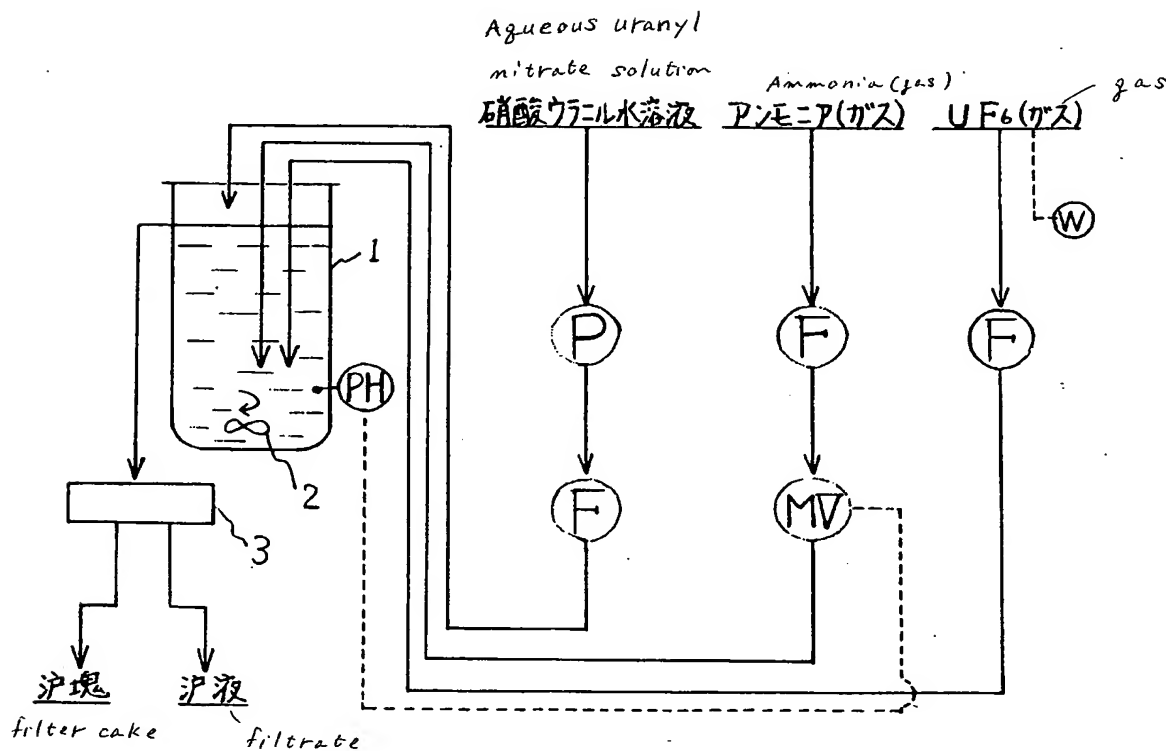 Aqueous uranyl
nitrate solution
Ammonia (gas)
gas
硝酸ウラニル水溶液
アンモニア(ガス)
UF6(ガス)
W
1
P
F
F
PH
2
F
MV
3
沪塊
沪液
filter cake
filtrate